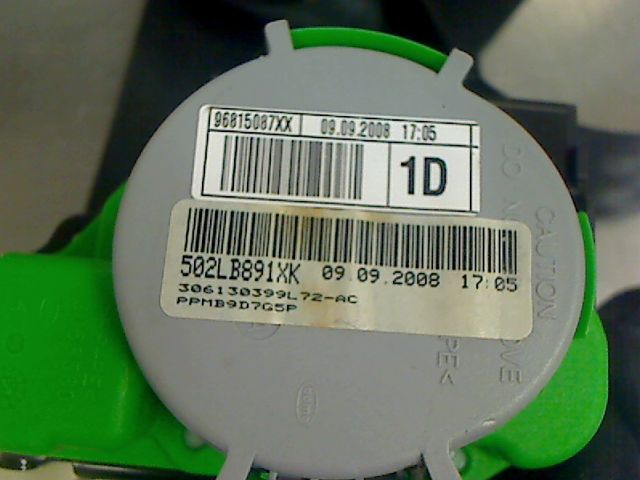 96815087XX 09.09.2008 17:05
1D
502LB891XK 09.09.2008 17:05
306130399L72-AC
PPMB9D7G5P
CAUTION